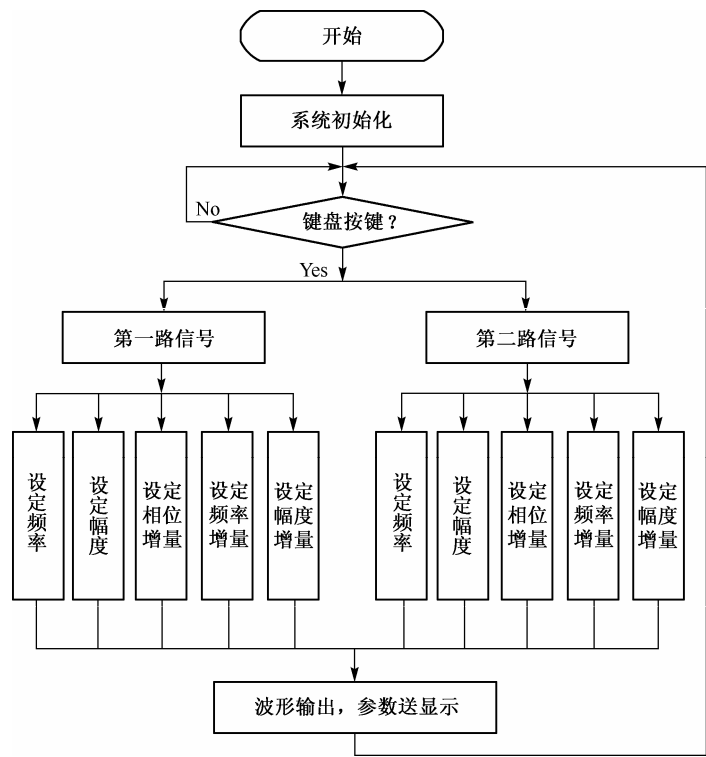 开始
系统初始化
No
键盘按键？
Yes
第一路信号
第二路信号
设定频率
设定幅度
设定
相位
增量
设定
频率
增量
设定
幅度
增量
设定频率
设定幅度
设定
相位
增量
设定
频率
增量
设定
幅度
增量
波形输出，参数送显示